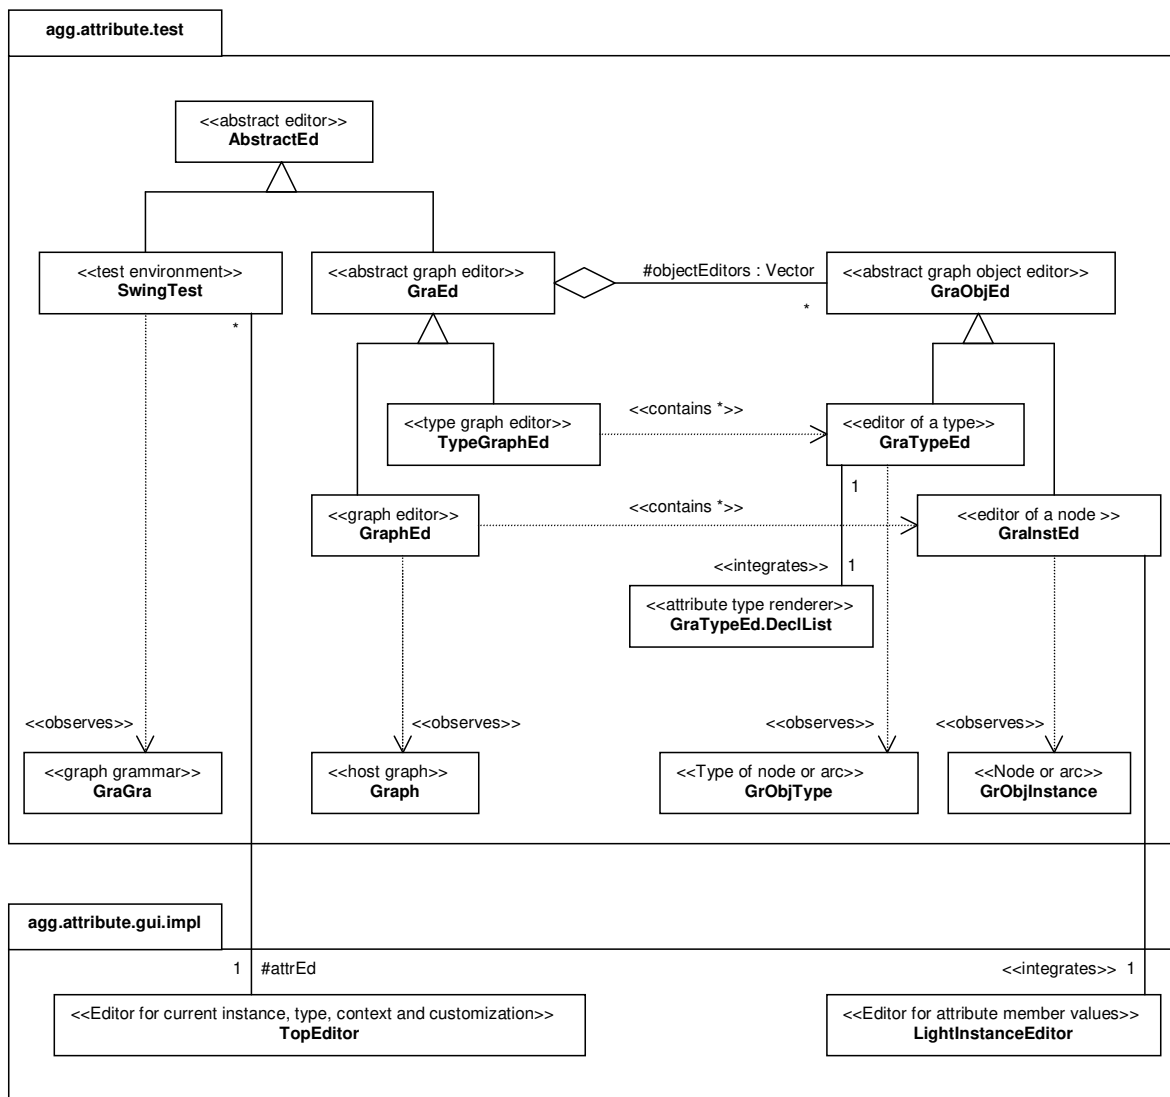 agg.attribute.test
<<abstract editor>>
AbstractEd
<<test environment>>
SwingTest
<<abstract graph editor>>
GraEd
#objectEditors : Vector
<<abstract graph object editor>>
GraObjEd
*
*
<<type graph editor>>
TypeGraphEd
<<contains *>>
<<editor of a type>>
GraTypeEd
1
<<graph editor>>
GraphEd
<<contains *>>
<<editor of a node >>
GraInstEd
<<integrates>>
1
<<attribute type renderer>>
GraTypeEd.DeclList
<<observes>>
<<observes>>
<<observes>>
<<observes>>
<<graph grammar>>
GraGra
<<host graph>>
Graph
<<Type of node or arc>>
GrObjType
<<Node or arc>>
GrObjInstance
agg.attribute.gui.impl
1
#attrEd
<<integrates>>
1
<<Editor for current instance, type, context and customization>>
TopEditor
<<Editor for attribute member values>>
LightInstanceEditor